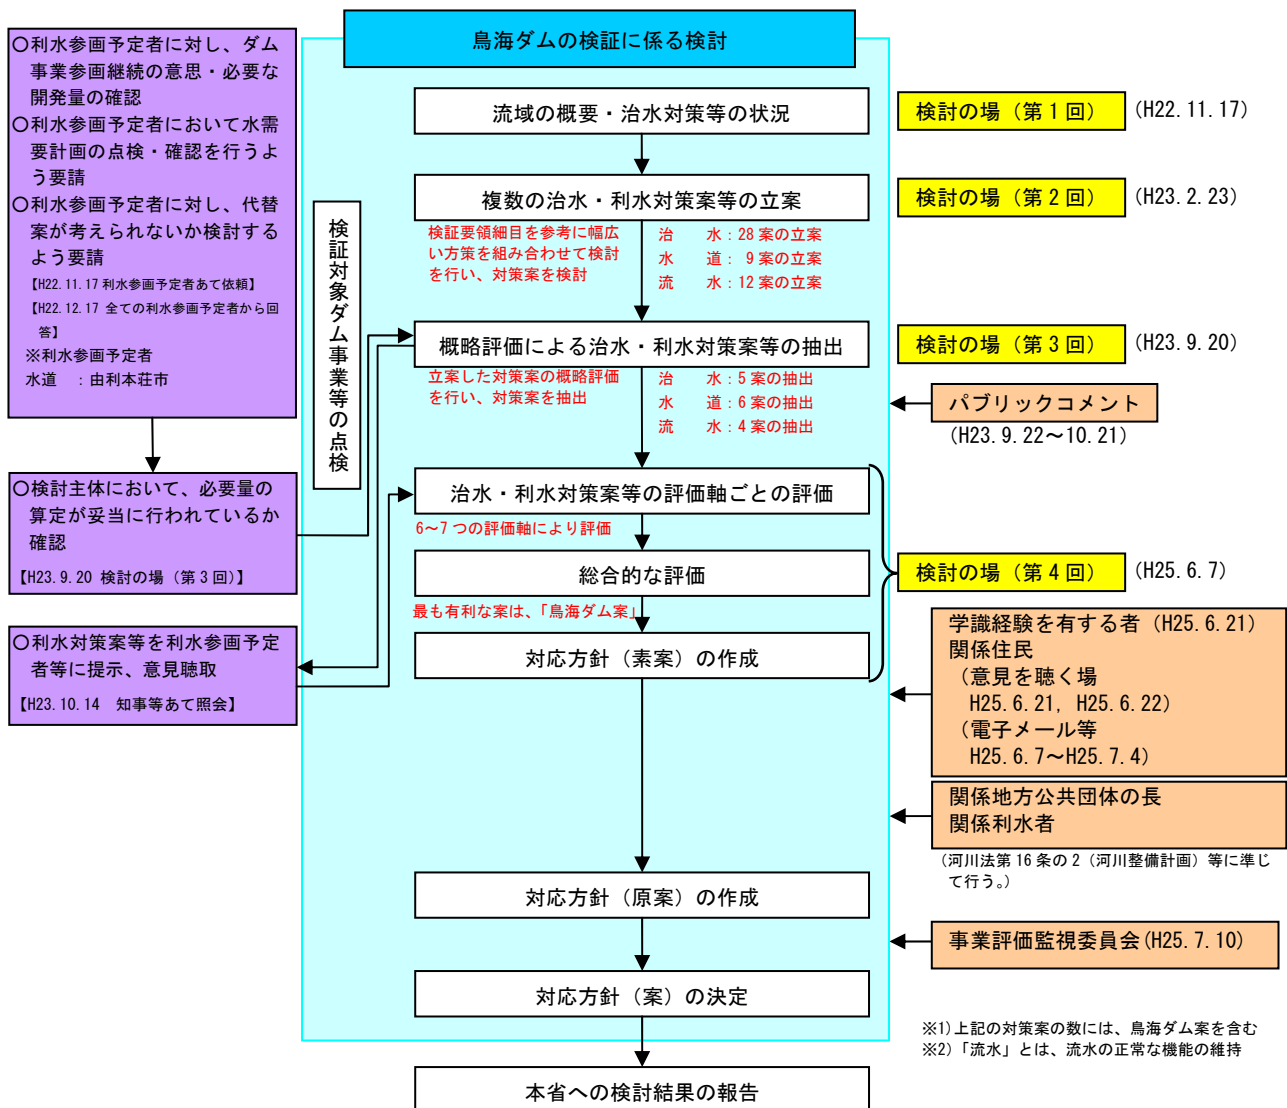 鳥海ダムの検証に係る検討
○利水参画予定者に対し、ダム
事業参画継続の意思・必要な
開発量の確認
○利水参画予定者において水需
要計画の点検・確認を行うよ
う要請
○利水参画予定者に対し、代替
案が考えられないか検討する
よう要請
【H22.11.17 利水参画予定者あて依頼】
【H22.12.17 全ての利水参画予定者から回
答】
※利水参画予定者
水道　：由利本荘市
○検討主体において、必要量の
算定が妥当に行われているか
確認
【H23.9.20 検討の場（第３回）】
○利水対策案等を利水参画予定
者等に提示、意見聴取
【H23.10.14　知事等あて照会】
検証対象ダム事業等の点検
流域の概要・治水対策等の状況
複数の治水・利水対策案等の立案
検証要領細目を参考に幅広
い方策を組み合わせて検討
を行い、対策案を検討
治　水：28 案の立案
水　道： 9 案の立案
流　水：12 案の立案
概略評価による治水・利水対策案等の抽出
立案した対策案の概略評価
を行い、対策案を抽出
治　水：5 案の抽出
水　道：6 案の抽出
流　水：4 案の抽出
治水・利水対策案等の評価軸ごとの評価
6～7 つの評価軸により評価
総合的な評価
最も有利な案は、「鳥海ダム案」
対応方針（素案）の作成
対応方針（原案）の作成
対応方針（案）の決定
本省への検討結果の報告
検討の場（第１回） (H22.11.17)
検討の場（第２回） (H23.2.23)
検討の場（第３回） (H23.9.20)
パブリックコメント
(H23.9.22～10.21)
検討の場（第４回） (H25.6.7)
学識経験を有する者（H25.6.21）
関係住民
（意見を聴く場
H25.6.21, H25.6.22）
（電子メール等
H25.6.7～H25.7.4）
関係地方公共団体の長
関係利水者
（河川法第 16 条の 2（河川整備計画）等に準じ
て行う。）
事業評価監視委員会(H25.7.10)
※1)上記の対策案の数には、鳥海ダム案を含む
※2)「流水」とは、流水の正常な機能の維持